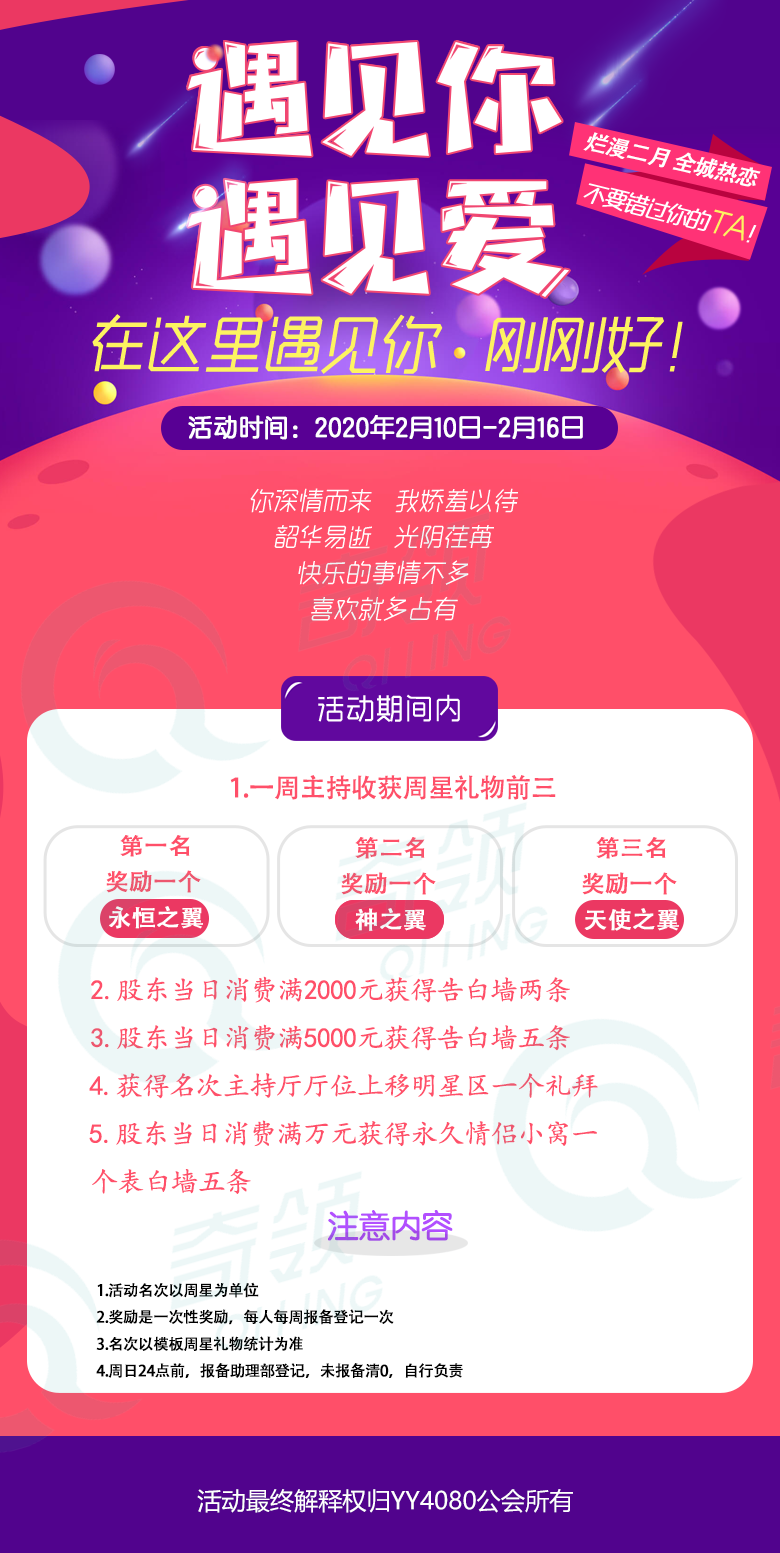 遇见你
遇见爱
烂漫二月 全城热恋
不要错过你的TA!
在这里遇见你·刚刚好!
活动时间：2020年2月10日-2月16日
你深情而来 我娇羞以待
韶华易逝 光阴荏苒
快乐的事情不多
喜欢就多占有
活动期间内
1.一周主持收获周星礼物前三
第一名
奖励一个
永恒之翼
第二名
奖励一个
神之翼
第三名
奖励一个
天使之翼
2. 股东当日消费满2000元获得告白墙两条
3. 股东当日消费满5000元获得告白墙五条
4. 获得名次主持厅厅位上移明星区一个礼拜
5. 股东当日消费满万元获得永久情侣小窝一
个表白墙五条
注意内容
1.活动名次以周星为单位
2.奖励是一次性奖励，每人每周报备登记一次
3.名次以模板周星礼物统计为准
4.周日24点前，报备助理部登记，未报备清0，自行负责
活动最终解释权归YY4080公会所有
奇领
QILING
奇领
QILING
奇领
QILING